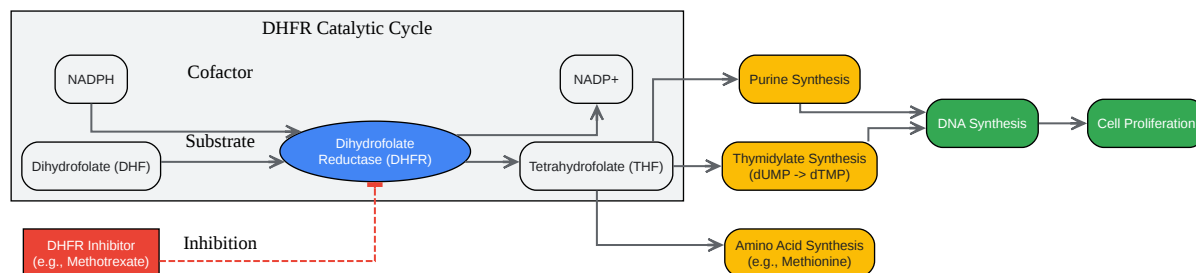 DHFR Catalytic Cycle
NADPH
Cofactor
NADP+
Purine Synthesis
Substrate
Dihydrofolate (DHF)
Dihydrofolate
Reductase (DHFR)
Tetrahydrofolate (THF)
Thymidylate Synthesis
(dUMP -> dTMP)
DNA Synthesis
Cell Proliferation
DHFR Inhibitor
(e.g., Methotrexate)
Inhibition
Amino Acid Synthesis
(e.g., Methionine)